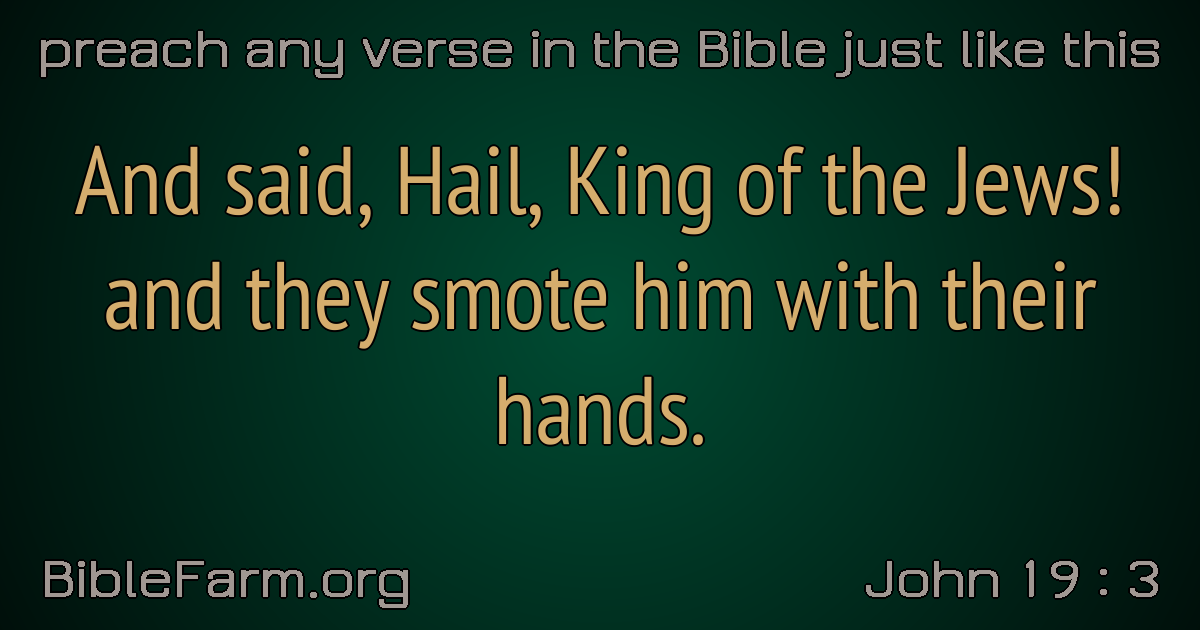 preach any verse in the Bible just like this
And said, Hail, King of the Jews!
and they smote him with their
hands.
BibleFarm.org
John 19 : 3